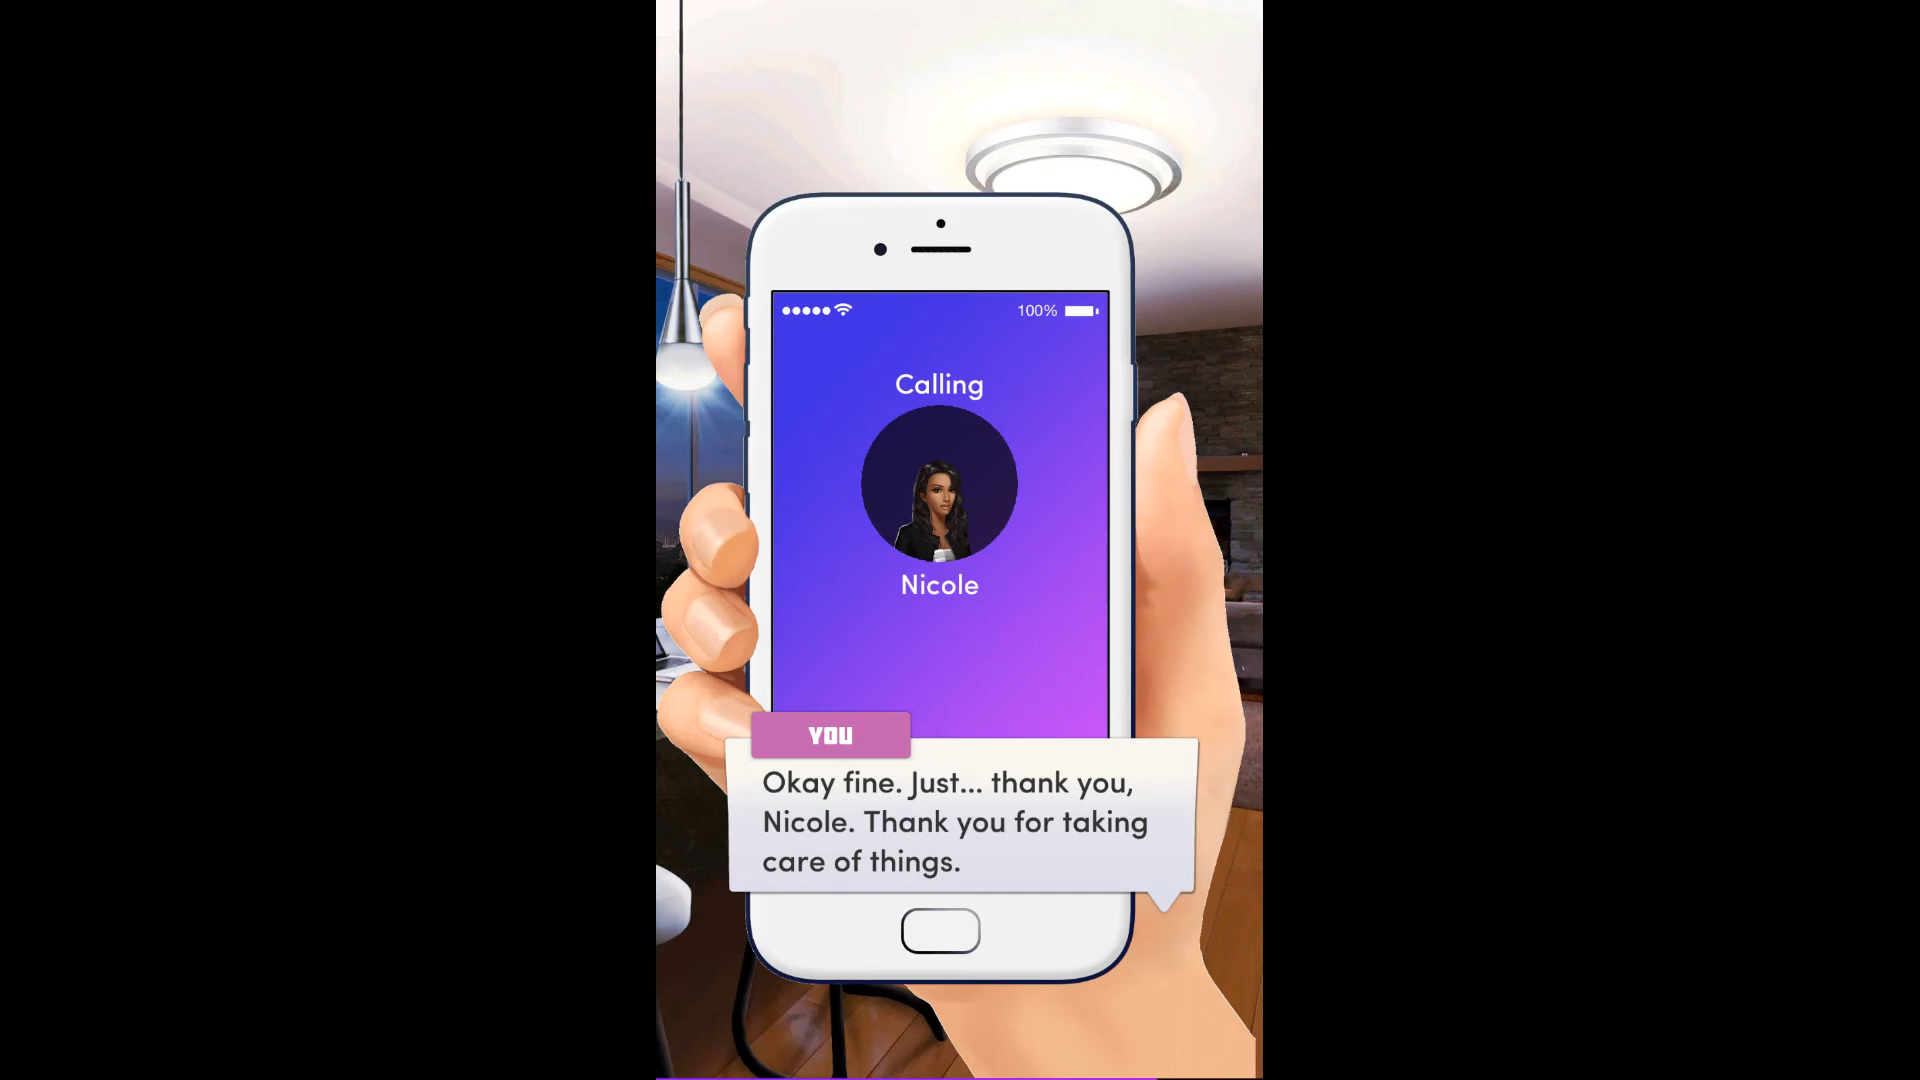 100%
Calling
Nicole
YOU
Okay fine. Just... thank you,
Nicole. Thank you for taking
care of things.